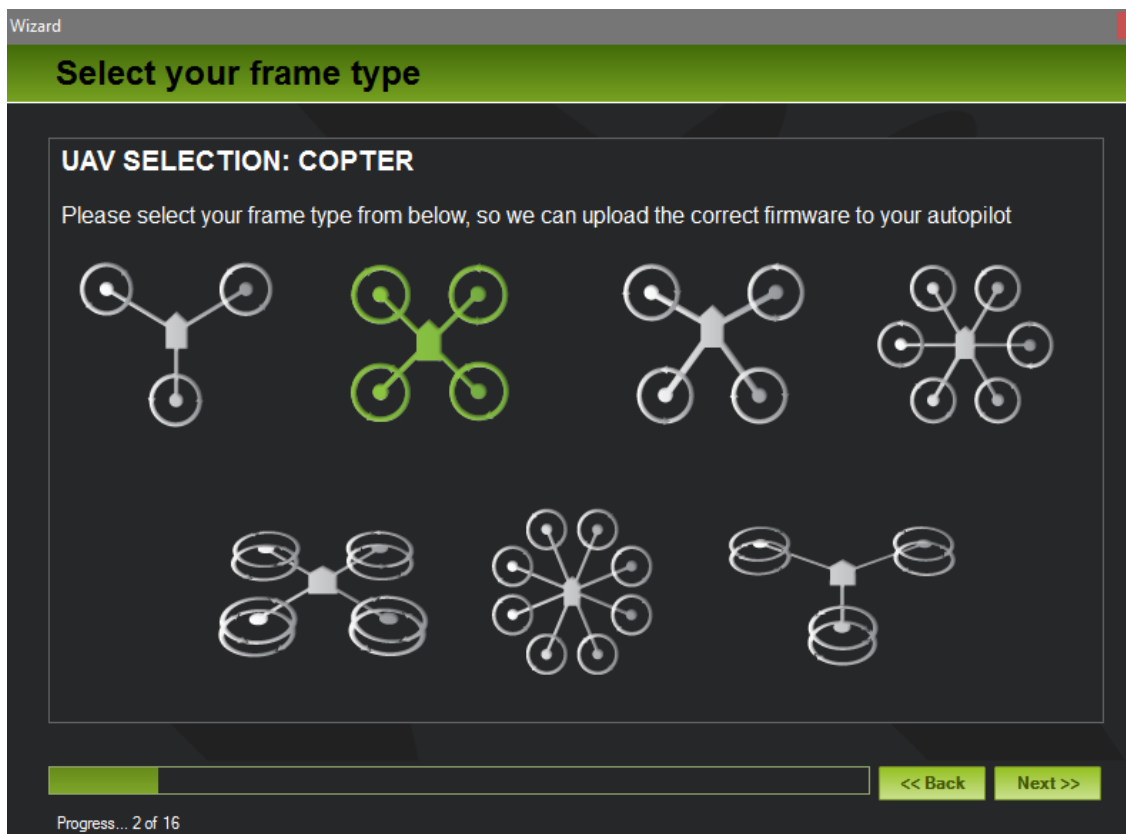 Wizard
Select your frame type
UAV SELECTION: COPTER
Please select your frame type from below, so we can upload the correct firmware to your autopilot
<< Back Next >>
Progress... 2 of 16